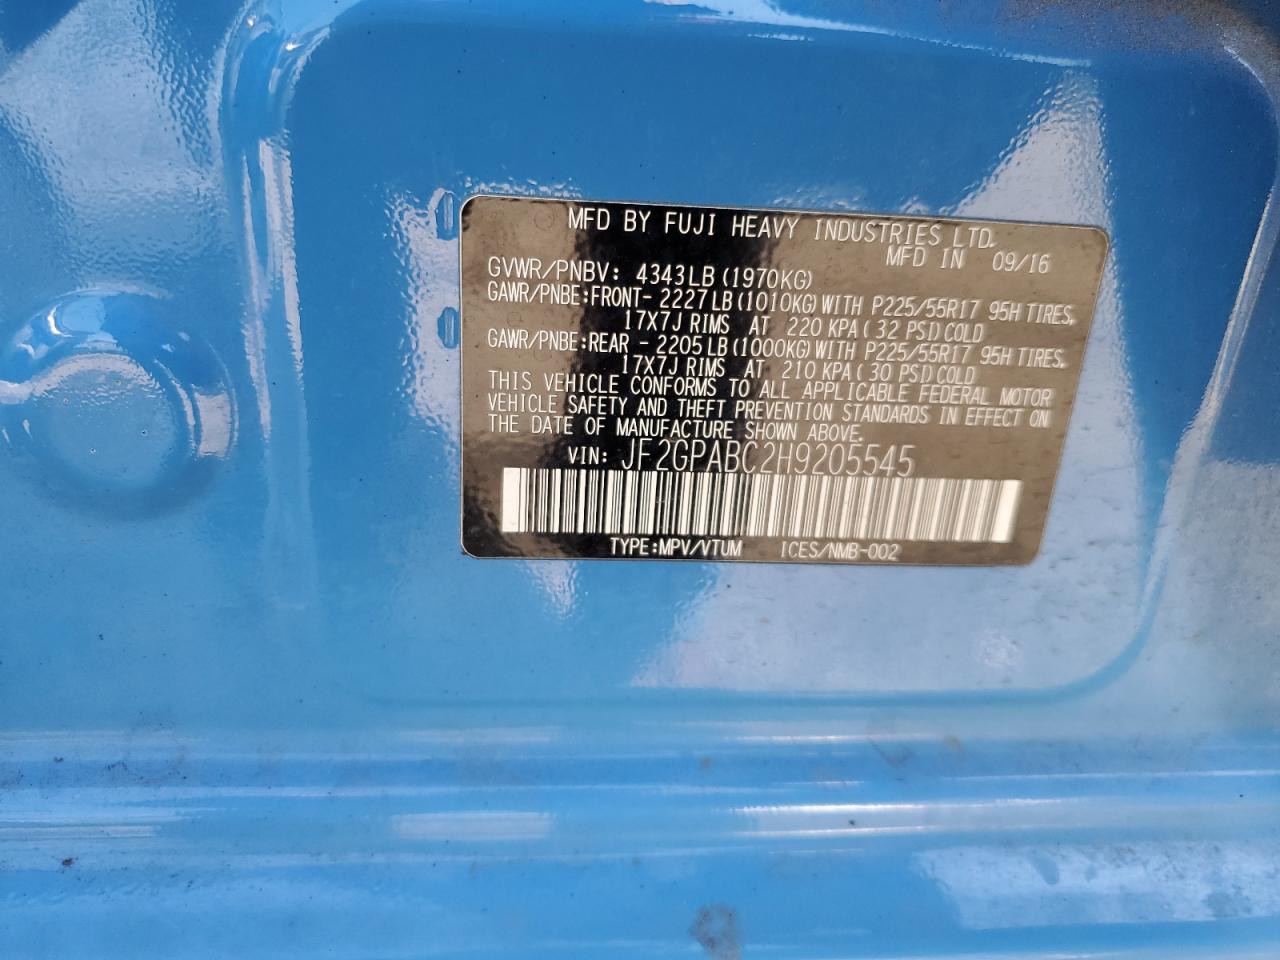 MFD BY FUJI HEAVY INDUSTRIES LTD.
MFD IN 09/16
GVWR/PNBV: 4343LB (1970KG)
GAWR/PNBE:FRONT- 2227LB(1010KG) WITH P225/55R17 95H TIRES,
17X7J RIMS AT 220 KPA( 32 PSI) COLD
GAWR/PNBE:REAR - 2205LB(1000KG) WITH P225/55R17 95H TIRES,
17X7J RIMS AT 210 KPA( 30 PSI) COLD
THIS VEHICLE CONFORMS TO ALL APPLICABLE FEDERAL MOTOR
VEHICLE SAFETY AND THEFT PREVENTION STANDARDS IN EFFECT ON
THE DATE OF MANUFACTURE SHOWN ABOVE.
VIN: JF2GPABC2H9205545
TYPE:MPV/VTUM ICES/NMB-002